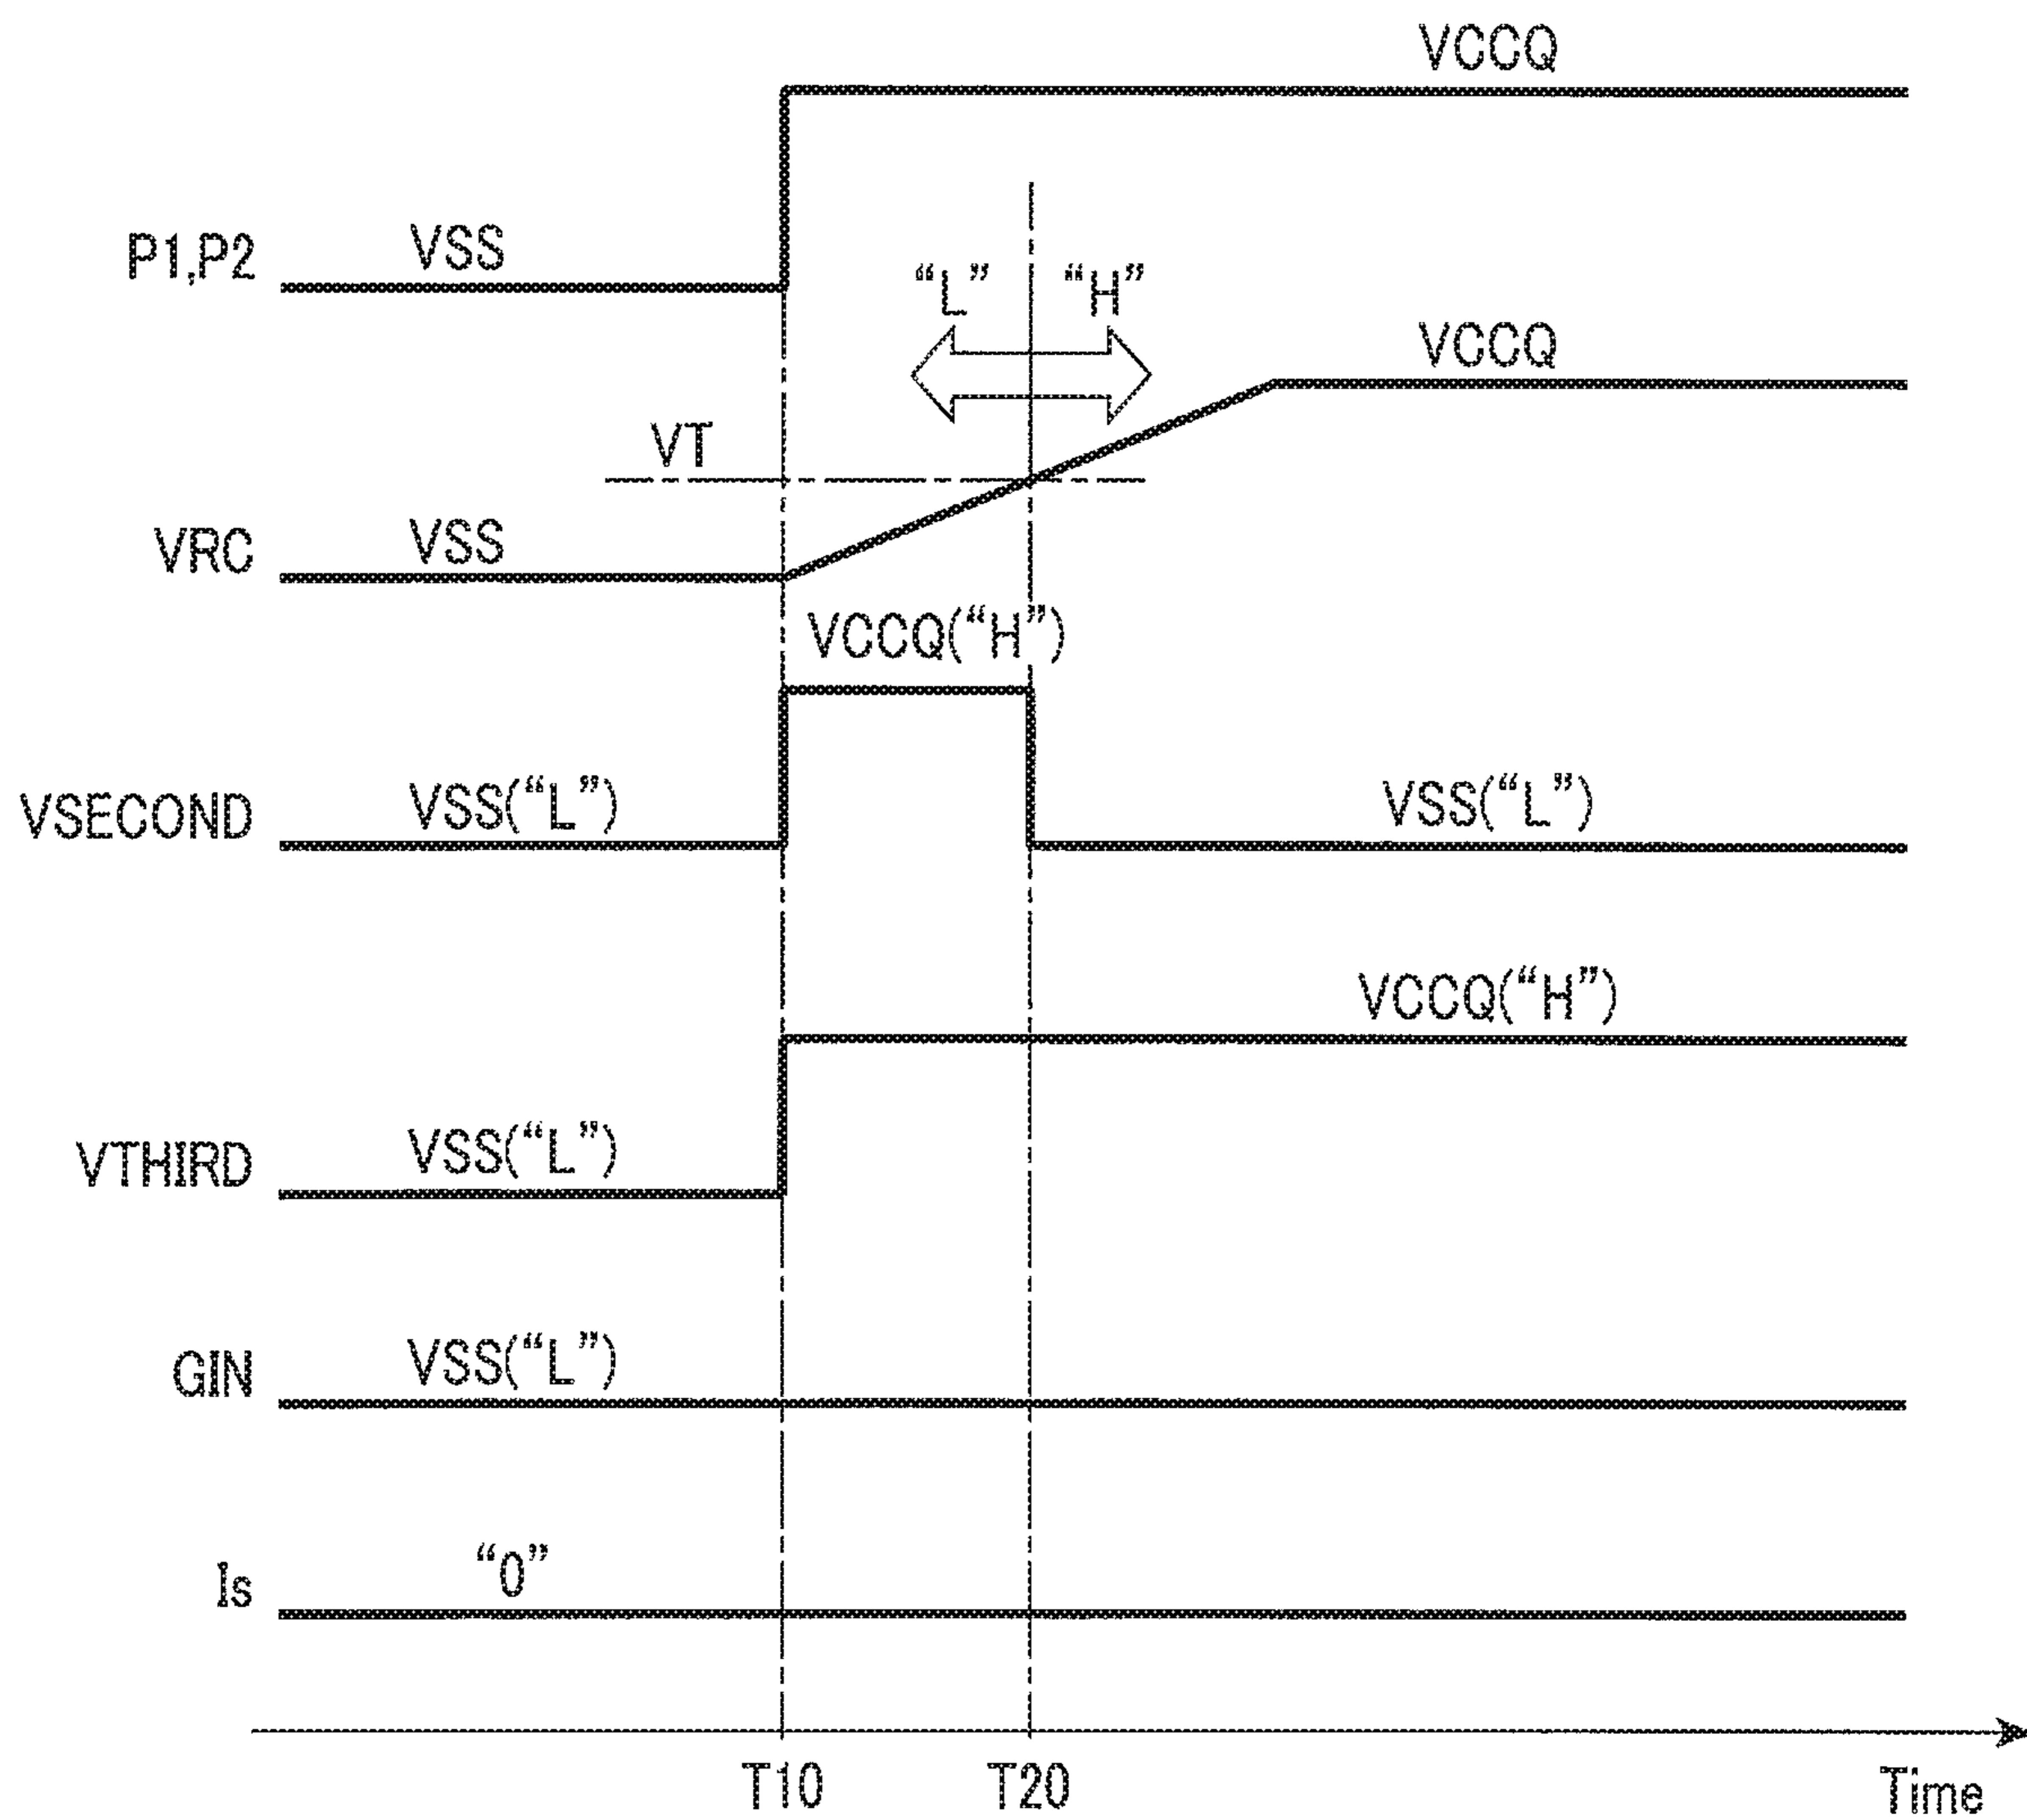 VCCQ
P1,P2 VSS
“L” “H”
VCCQ
VT
VRC VSS
VCCQ(“H”)
VSECOND VSS(“L”) VSS(“L”)
VCCQ(“H”)
VTHIRD VSS(“L”)
GIN VSS(“L”)
Is “0”
T10 T20 Time